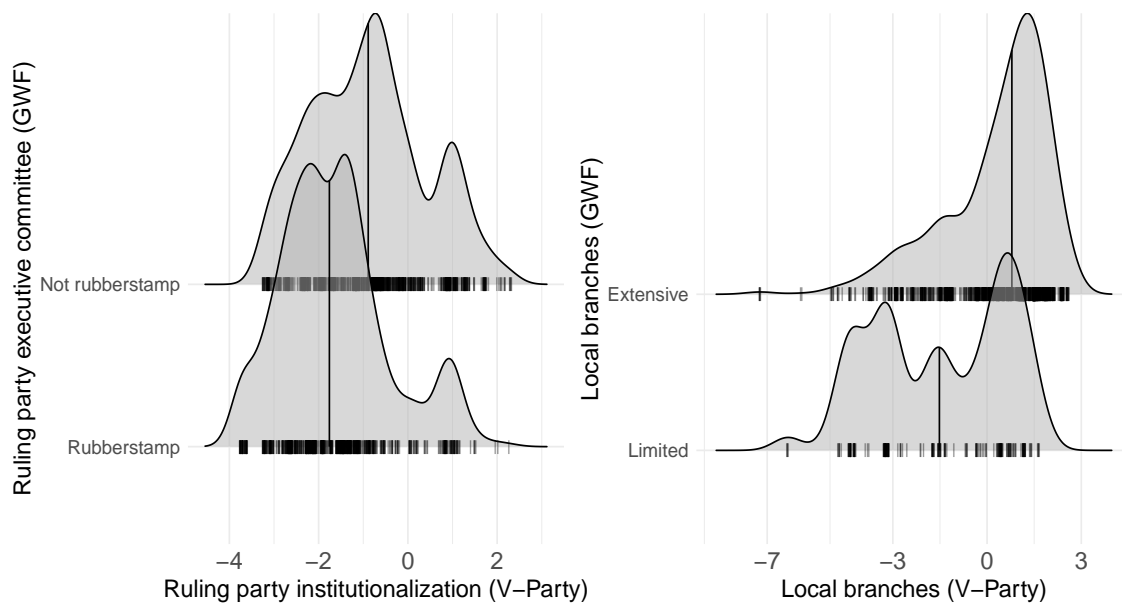 Ruling party executive committee (GWF)
Not rubberstamp
Rubberstamp
−4 −2 0 2
Ruling party institutionalization (V−Party)
Local branches (GWF)
Extensive
Limited
−7 −3 0 3
Local branches (V−Party)